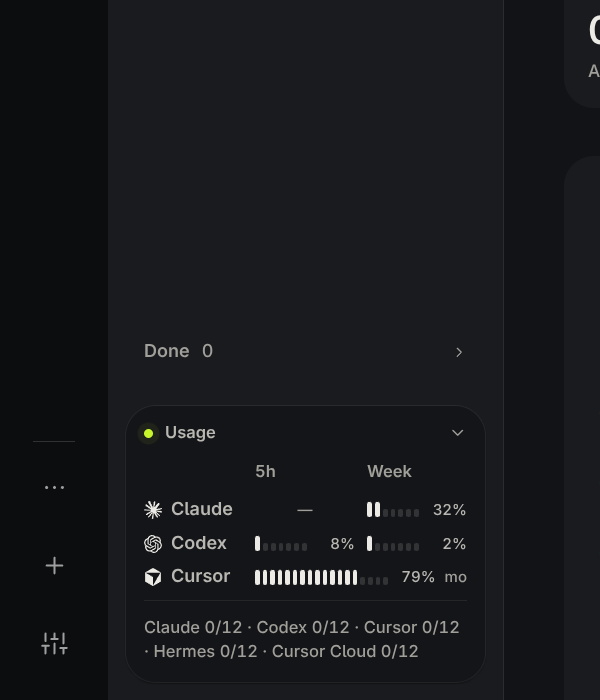 Done 0
Usage
5h Week
Claude — 32%
Codex 8% 2%
Cursor 79% mo
Claude 0/12 · Codex 0/12 · Cursor 0/12
· Hermes 0/12 · Cursor Cloud 0/12